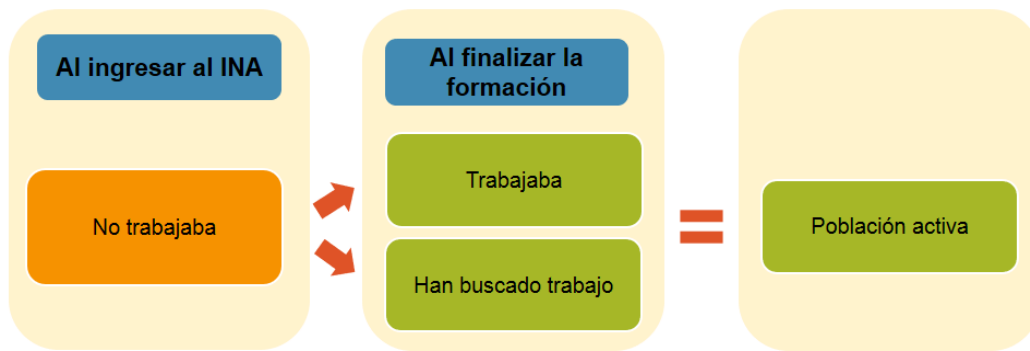 Al ingresar al INA
Al finalizar la
formación
No trabajaba
Trabajaba
Han buscado trabajo
Población activa